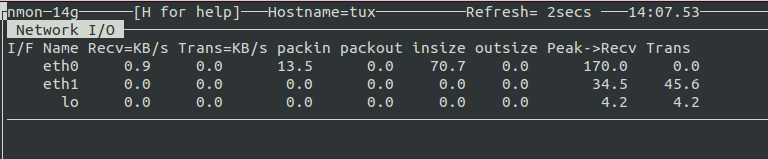 nmon─14g──────[H for help]───Hostname=tux──────────Refresh= 2secs ───14:07.53
Network I/O
I/F Name Recv=KB/s Trans=KB/s packin packout insize outsize Peak->Recv Trans
eth0 0.9 0.0 13.5 0.0 70.7 0.0 170.0 0.0
eth1 0.0 0.0 0.0 0.0 0.0 0.0 34.5 45.6
lo 0.0 0.0 0.0 0.0 0.0 0.0 4.2 4.2